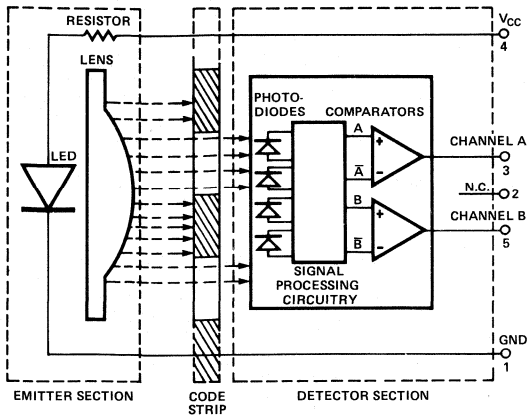 RESISTOR
LENS
LED
PHOTO-
DIODES
COMPARATORS
A
+
A̅
–
B
+
B̅
–
SIGNAL
PROCESSING
CIRCUITRY
VCC
4
CHANNEL A
3
N.C.
2
CHANNEL B
5
GND
1
EMITTER SECTION
CODE
STRIP
DETECTOR SECTION